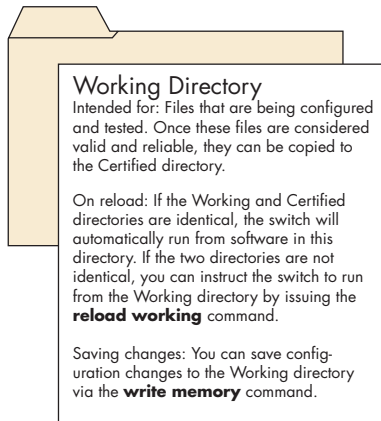 Working Directory
Intended for: Files that are being configured
and tested. Once these files are considered
valid and reliable, they can be copied to
the Certified directory.
On reload: If the Working and Certified
directories are identical, the switch will
automatically run from software in this
directory. If the two directories are not
identical, you can instruct the switch to run
from the Working directory by issuing the
reload working command.
Saving changes: You can save config-
uration changes to the Working directory
via the write memory command.